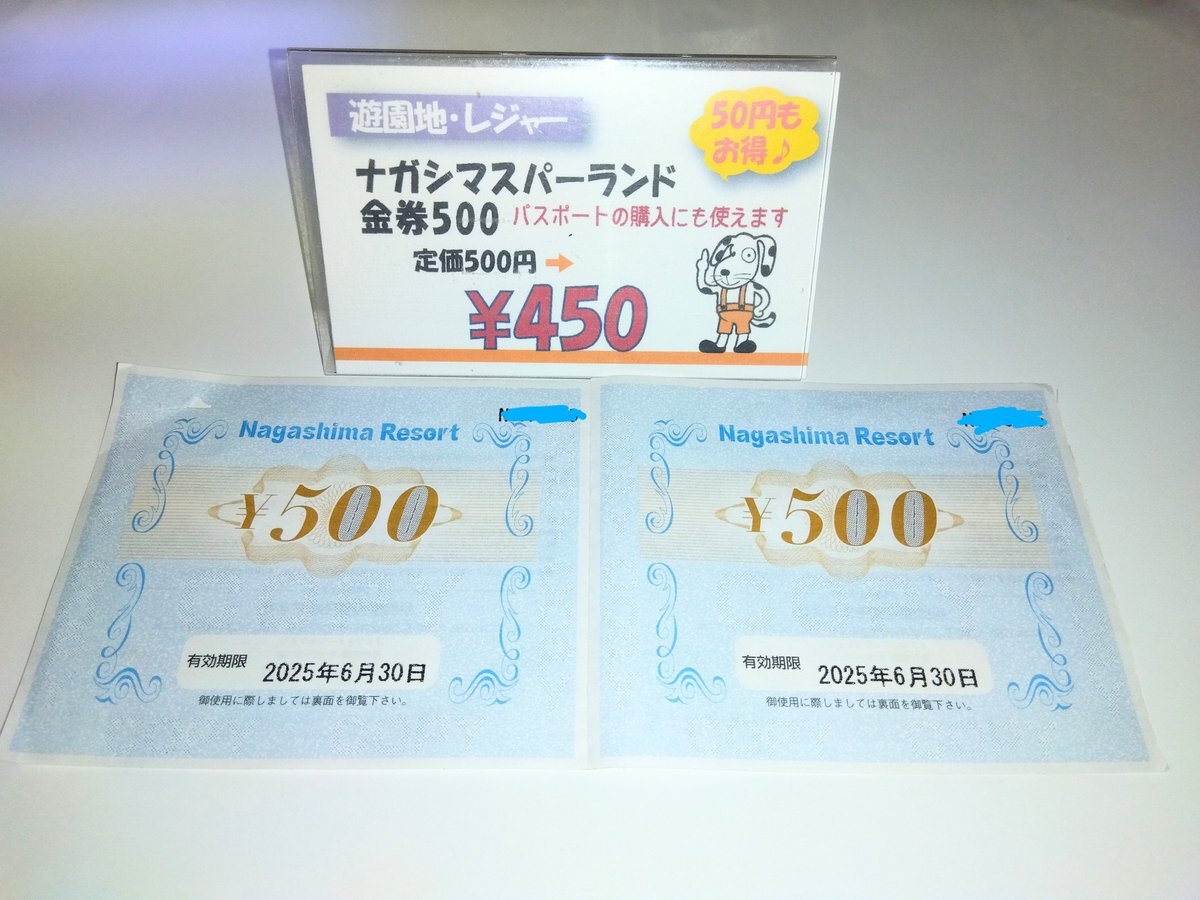 遊園地・レジャー
50円も
お得♪
ナガシマスパーランド
金券500 パスポートの購入にも使えます
定価500円➡
¥450
Nagashima Resort
¥500
有効期限 2025年6月30日
御使用に際しましては裏面を御覧下さい。
Nagashima Resort
¥500
有効期限 2025年6月30日
御使用に際しましては裏面を御覧下さい。